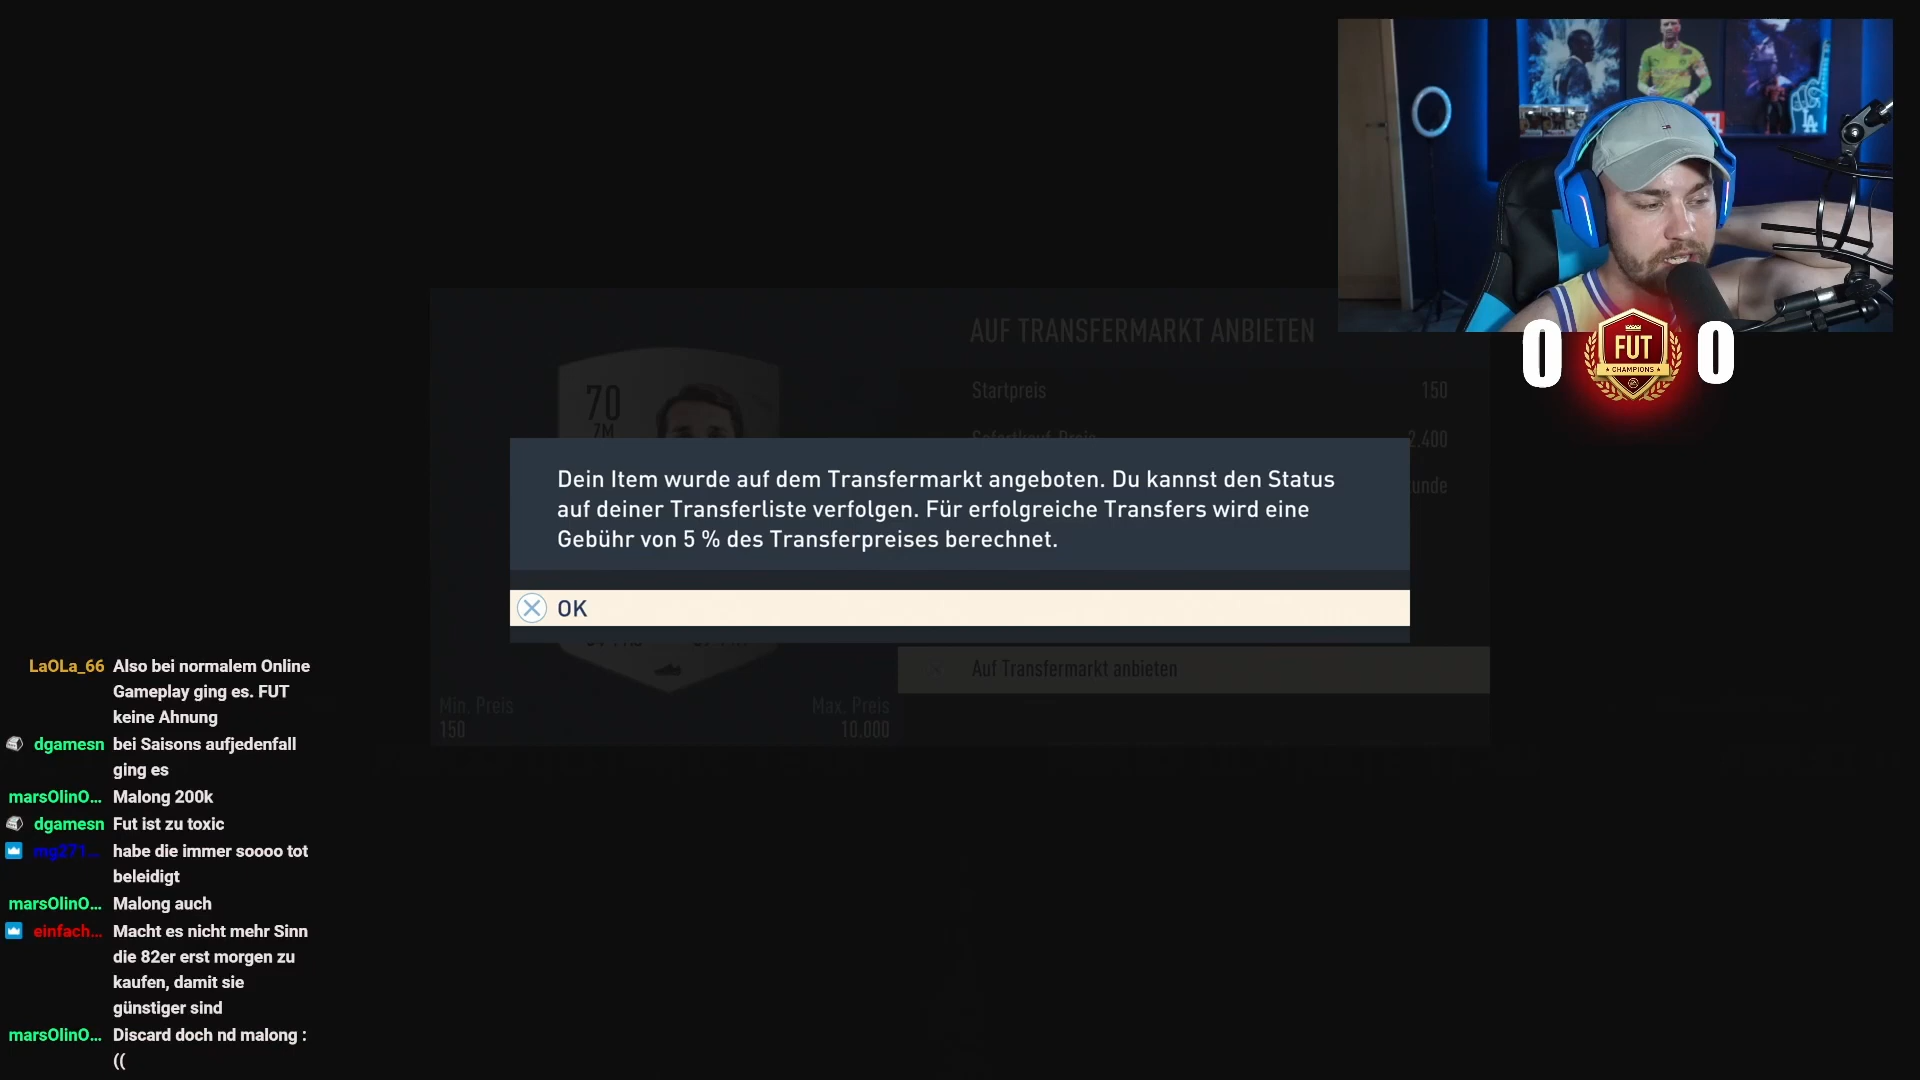 AUF TRANSFERMARKT ANBIETEN
Startpreis 150
Sofortkauf-Preis 2.400
70
ZM
Dein Item wurde auf dem Transfermarkt angeboten. Du kannst den Status
auf deiner Transferliste verfolgen. Für erfolgreiche Transfers wird eine
Gebühr von 5 % des Transferpreises berechnet.
OK
Auf Transfermarkt anbieten
Min. Preis
150
Max. Preis
10.000
0 FUT 0
CHAMPIONS
LA
LaOLa_66 Also bei normalem Online
Gameplay ging es. FUT
keine Ahnung
dgamesn bei Saisons aufjedenfall
ging es
marsOlinO... Malong 200k
dgamesn Fut ist zu toxic
mg271... habe die immer soooo tot
beleidigt
marsOlinO... Malong auch
einfach... Macht es nicht mehr Sinn
die 82er erst morgen zu
kaufen, damit sie
günstiger sind
marsOlinO... Discard doch nd malong :
((